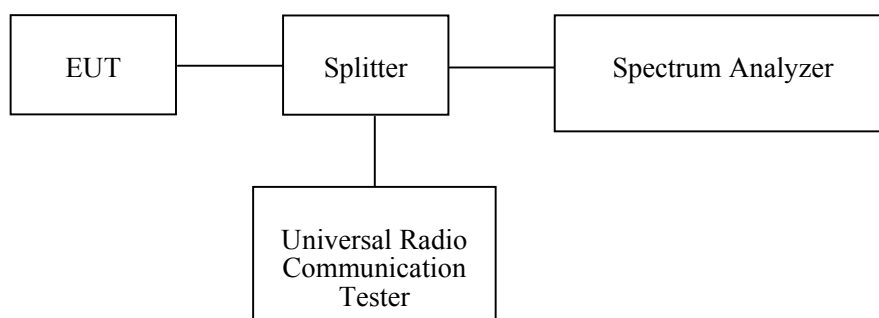 EUT
Splitter
Spectrum Analyzer
Universal Radio
Communication
Tester